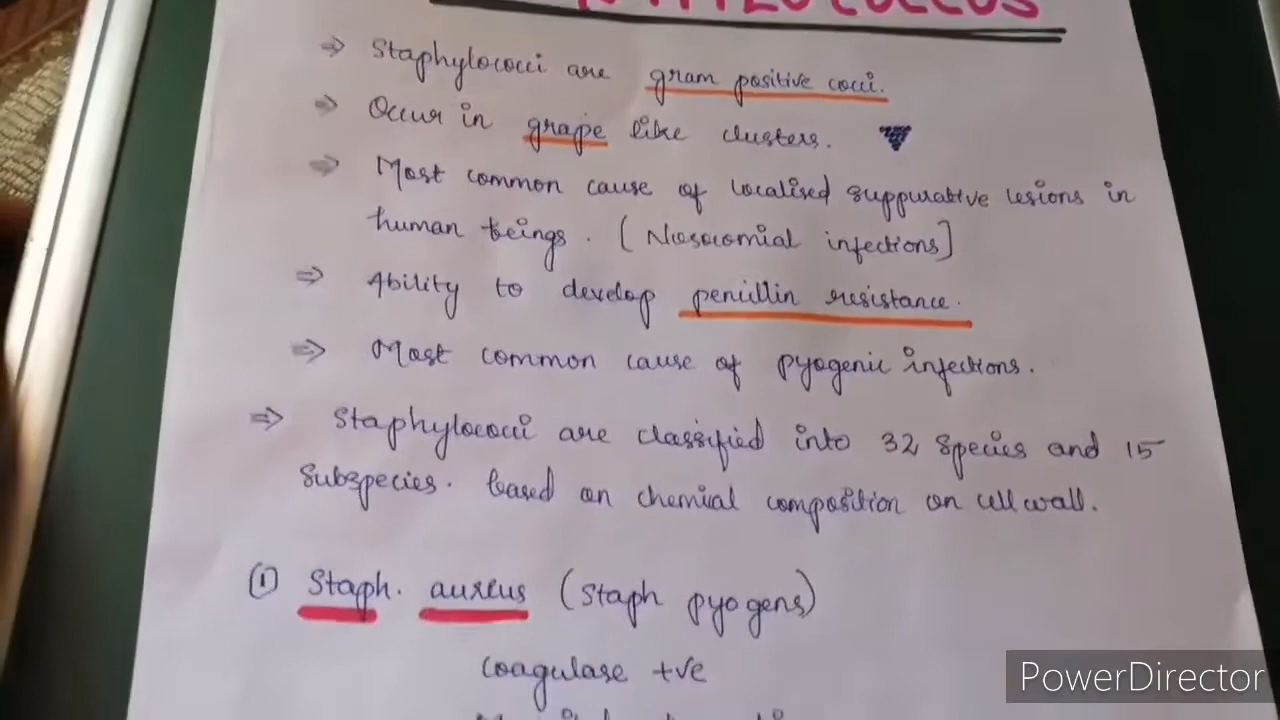 ⇒ Staphylococci are gram positive cocci.
⇒ Occur in grape like clusters.
⇒ Most common cause of localised suppurative lesions in
human beings. (Nosocomial infections)
⇒ Ability to develop penicillin resistance.
⇒ Most common cause of pyogenic infections.
⇒ Staphylococci are classified into 32 species and 15
subspecies. based on chemical composition on cell wall.
① Staph. aureus (Staph pyogens)
coagulase +ve
PowerDirector